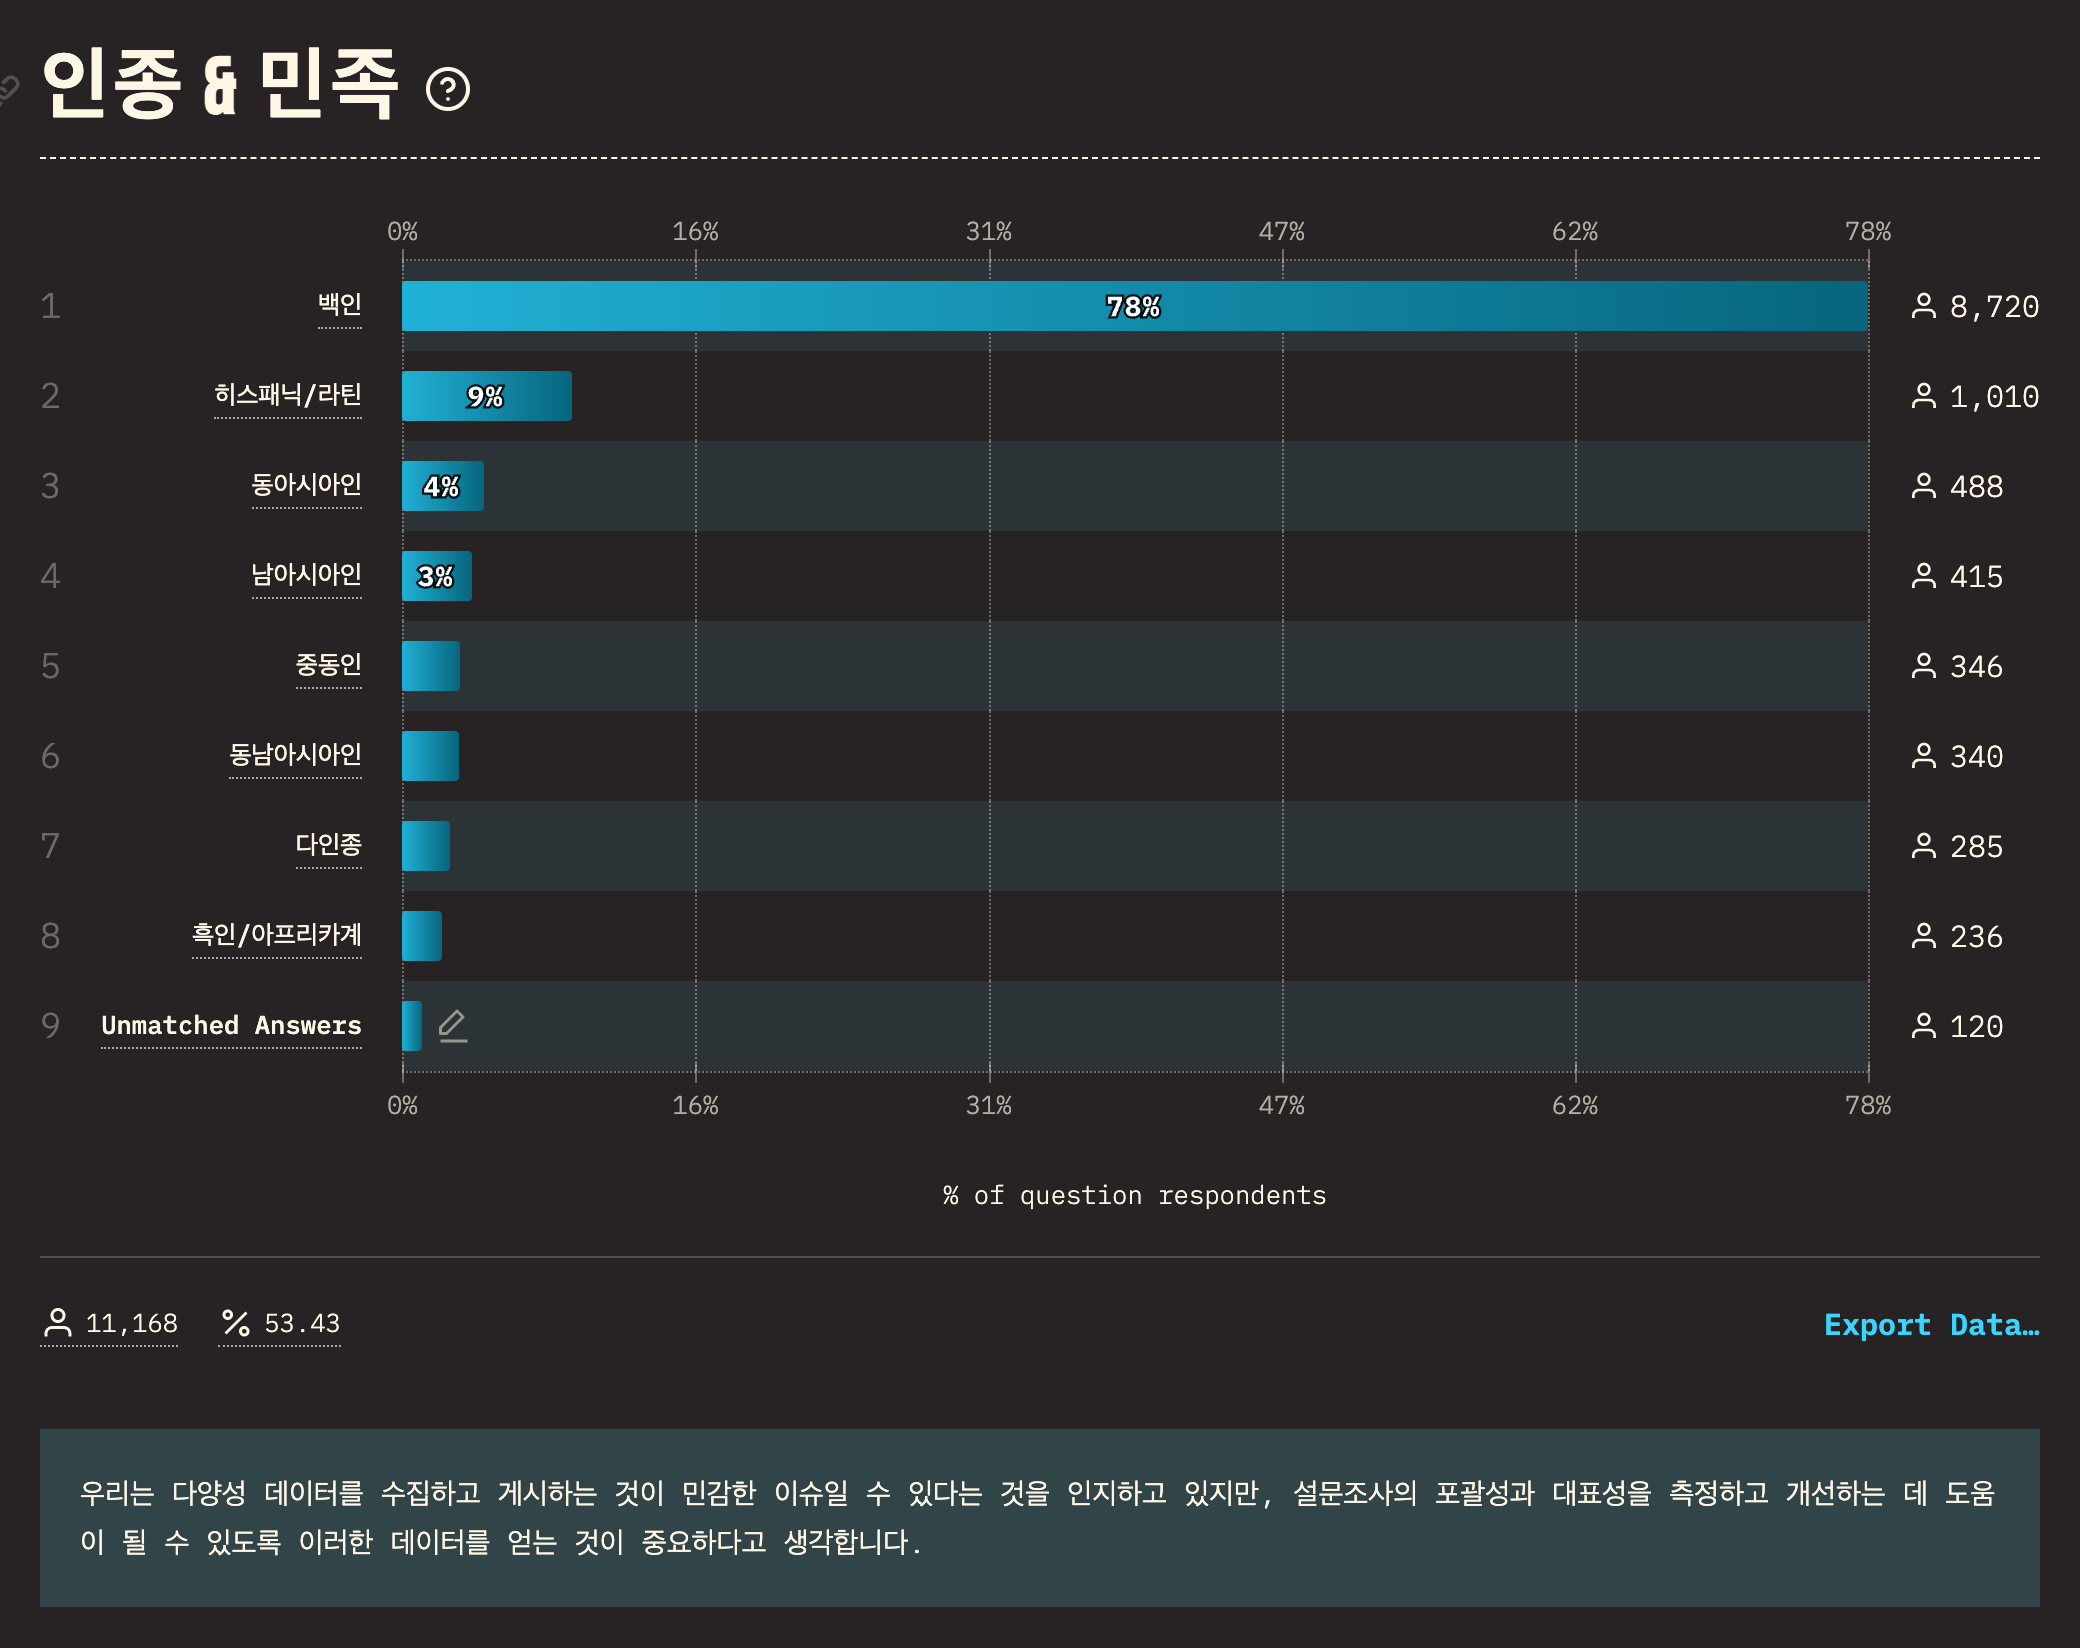 인종 & 민족
0% 16% 31% 47% 62% 78%
1 백인 78% 8,720
2 히스패닉/라틴 9% 1,010
3 동아시아인 4% 488
4 남아시아인 3% 415
5 중동인 346
6 동남아시아인 340
7 다인종 285
8 흑인/아프리카계 236
9 Unmatched Answers 120
0% 16% 31% 47% 62% 78%
% of question respondents
11,168 % 53.43 Export Data…
우리는 다양성 데이터를 수집하고 게시하는 것이 민감한 이슈일 수 있다는 것을 인지하고 있지만, 설문조사의 포괄성과 대표성을 측정하고 개선하는 데 도움
이 될 수 있도록 이러한 데이터를 얻는 것이 중요하다고 생각합니다.